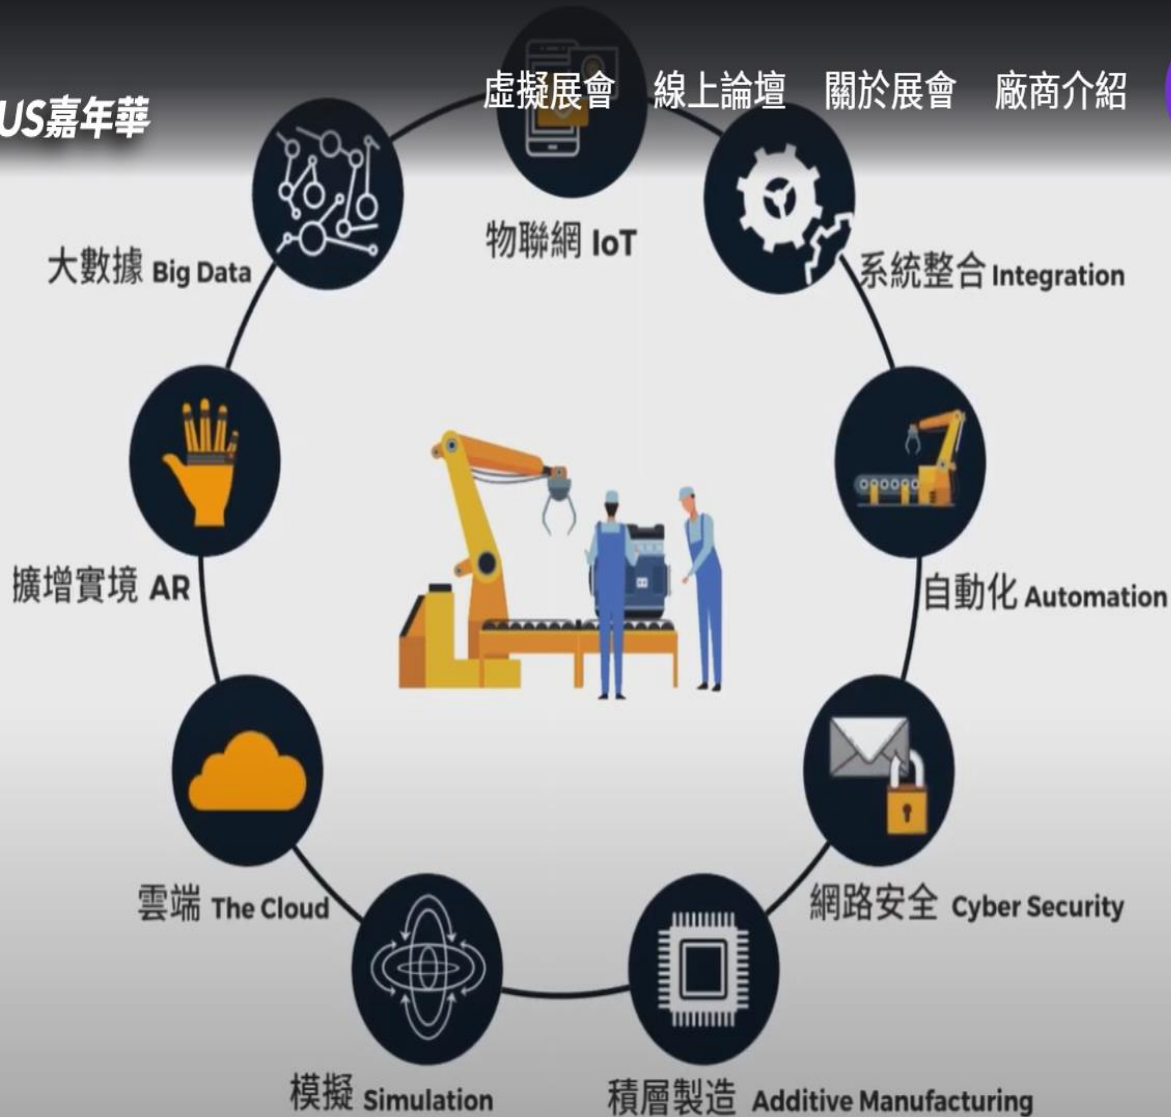 虛擬展會 線上論壇 關於展會 廠商介紹
US嘉年華
物聯網 IoT
大數據 Big Data
系統整合 Integration
擴增實境 AR
自動化 Automation
雲端 The Cloud
網路安全 Cyber Security
模擬 Simulation
積層製造 Additive Manufacturing